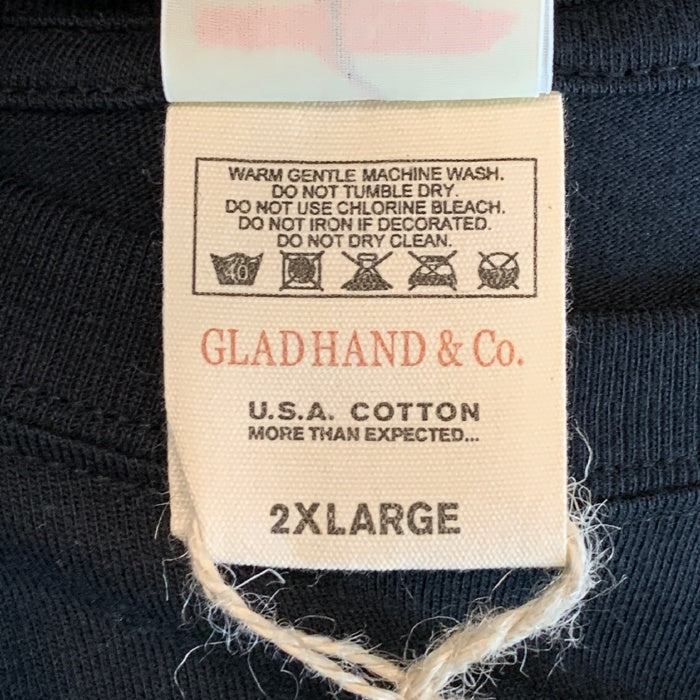 WARM GENTLE MACHINE WASH.
DO NOT TUMBLE DRY.
DO NOT USE CHLORINE BLEACH.
DO NOT IRON IF DECORATED.
DO NOT DRY CLEAN.
40
GLADHAND & Co.
U.S.A. COTTON
MORE THAN EXPECTED...
2XLARGE